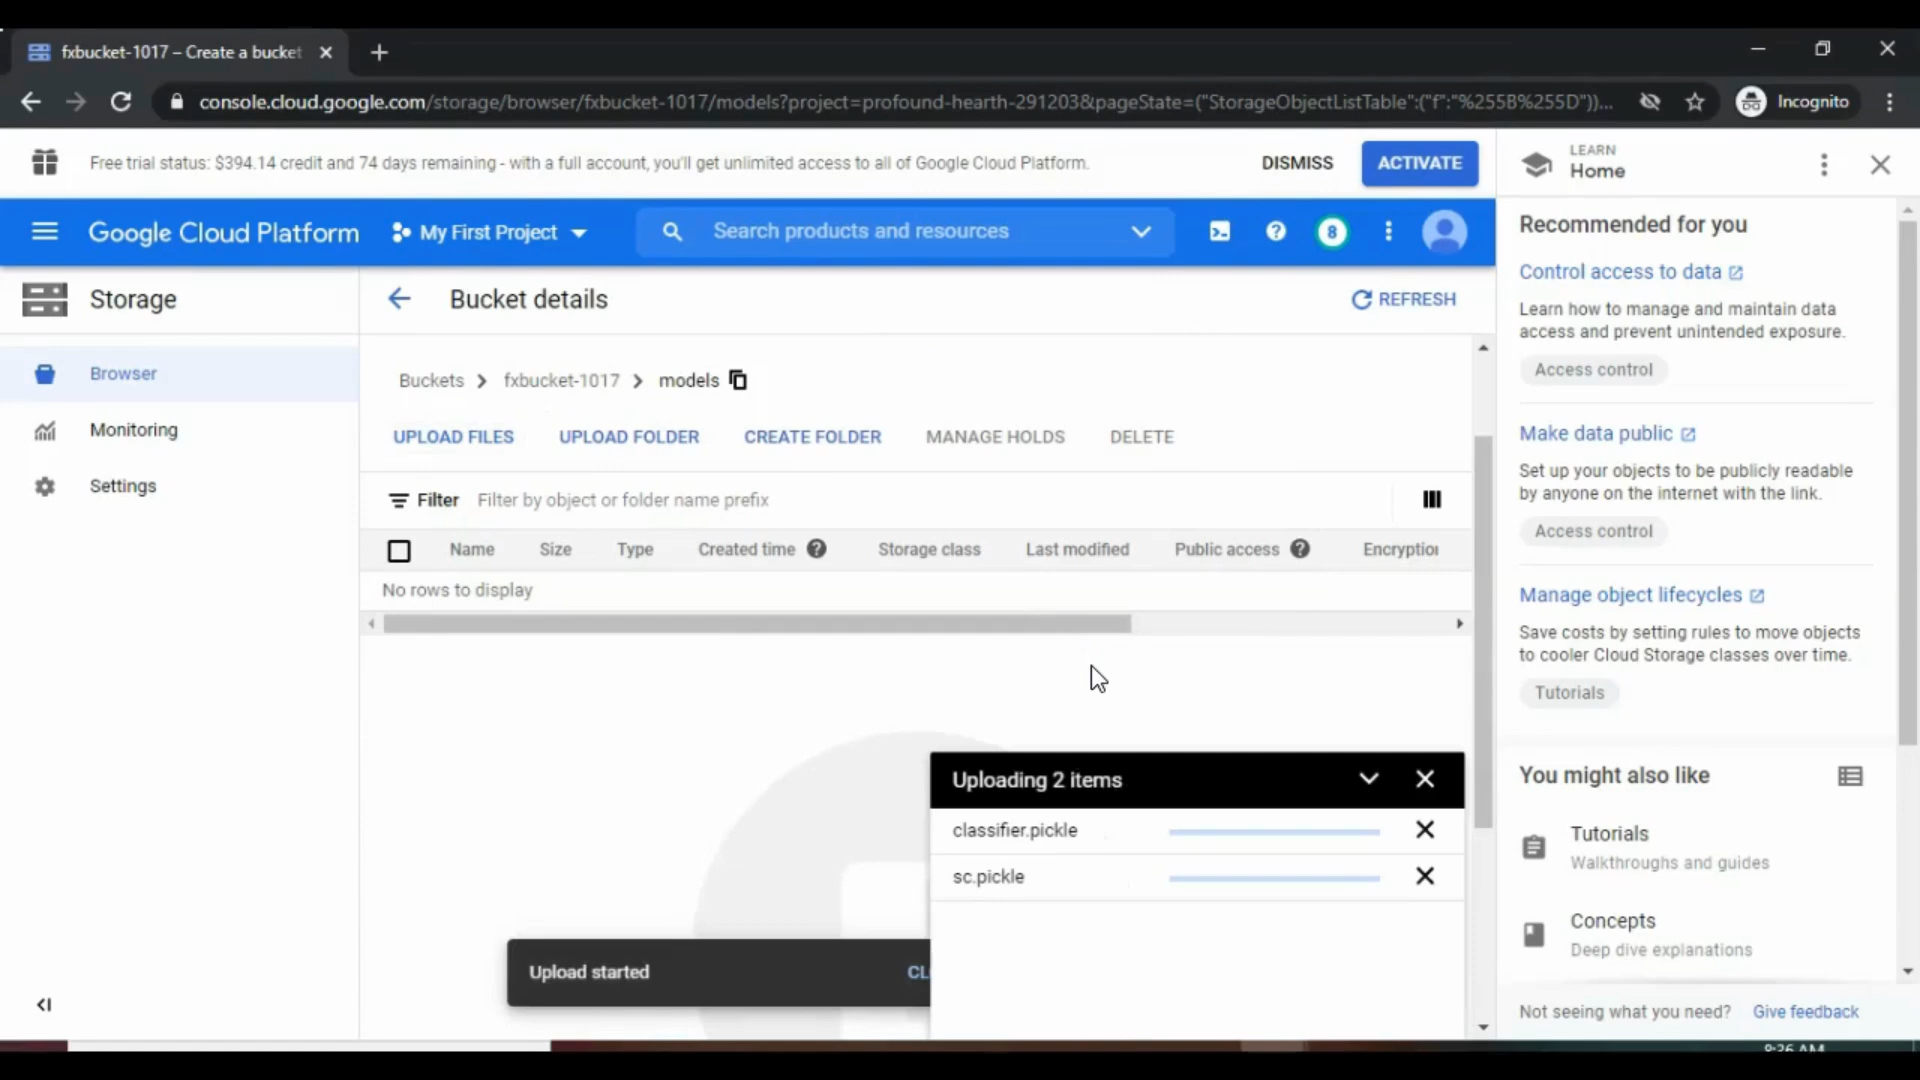 fxbucket-1017 – Create a bucket
console.cloud.google.com/storage/browser/fxbucket-1017/models?project=profound-hearth-291203&pageState=("StorageObjectListTable":("f":"%255B%255D"))...
Incognito
Free trial status: $394.14 credit and 74 days remaining - with a full account, you'll get unlimited access to all of Google Cloud Platform.
DISMISS
ACTIVATE
LEARN
Home
Google Cloud Platform
My First Project
Search products and resources
8
Storage
Bucket details
REFRESH
Browser
Monitoring
Settings
Buckets
fxbucket-1017
models
UPLOAD FILES
UPLOAD FOLDER
CREATE FOLDER
MANAGE HOLDS
DELETE
Filter
Filter by object or folder name prefix
Name
Size
Type
Created time
Storage class
Last modified
Public access
Encryption
No rows to display
Uploading 2 items
classifier.pickle
sc.pickle
Upload started
CL
Recommended for you
Control access to data
Learn how to manage and maintain data
access and prevent unintended exposure.
Access control
Make data public
Set up your objects to be publicly readable
by anyone on the internet with the link.
Access control
Manage object lifecycles
Save costs by setting rules to move objects
to cooler Cloud Storage classes over time.
Tutorials
You might also like
Tutorials
Walkthroughs and guides
Concepts
Deep dive explanations
Not seeing what you need?
Give feedback